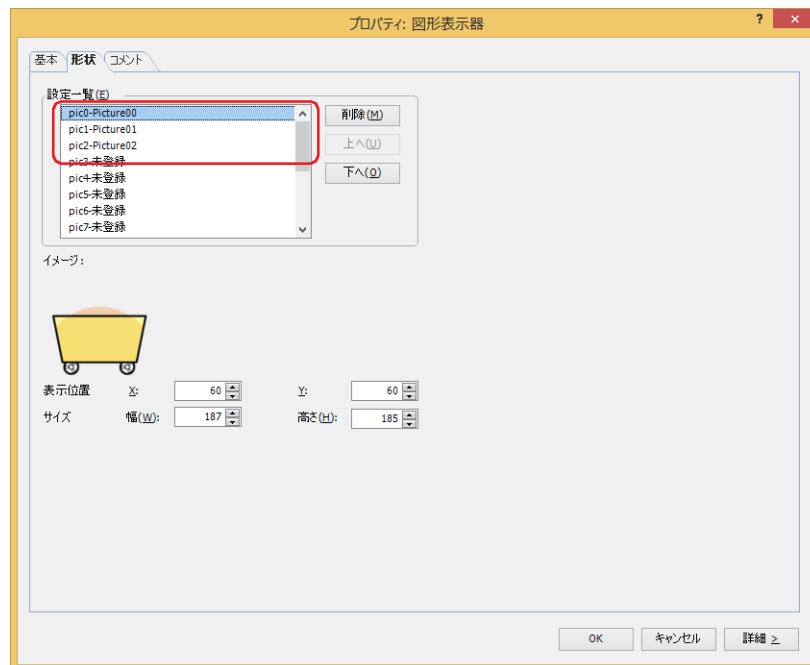 プロパティ: 図形表示器
? ×
基本 形状 コメント
設定一覧(E)
pic0-Picture00
pic1-Picture01
pic2-Picture02
pic3-未登録
pic4-未登録
pic5-未登録
pic6-未登録
pic7-未登録
削除(M)
上へ(U)
下へ(O)
イメージ:
表示位置 X: 60 Y: 60
サイズ 幅(W): 187 高さ(H): 185
OK キャンセル 詳細 >